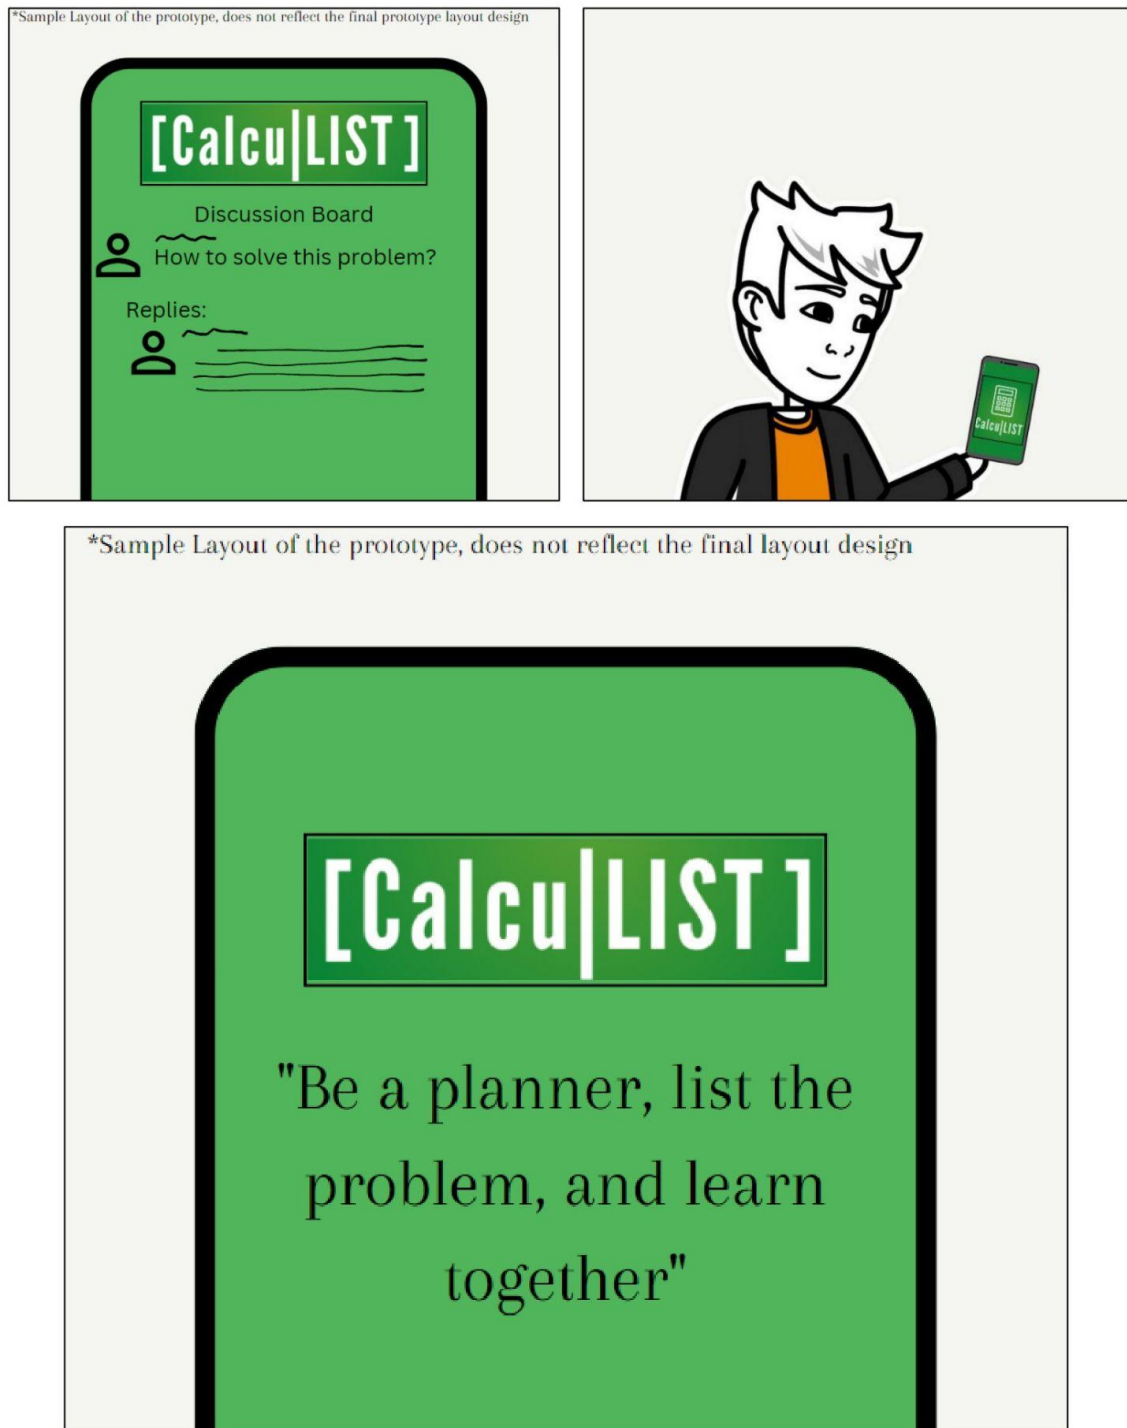 *Sample Layout of the prototype, does not reflect the final prototype layout design
[Calcu|LIST]
Discussion Board
How to solve this problem?
Replies:
Calcu|LIST
*Sample Layout of the prototype, does not reflect the final layout design
[Calcu|LIST]
"Be a planner, list the
problem, and learn
together"